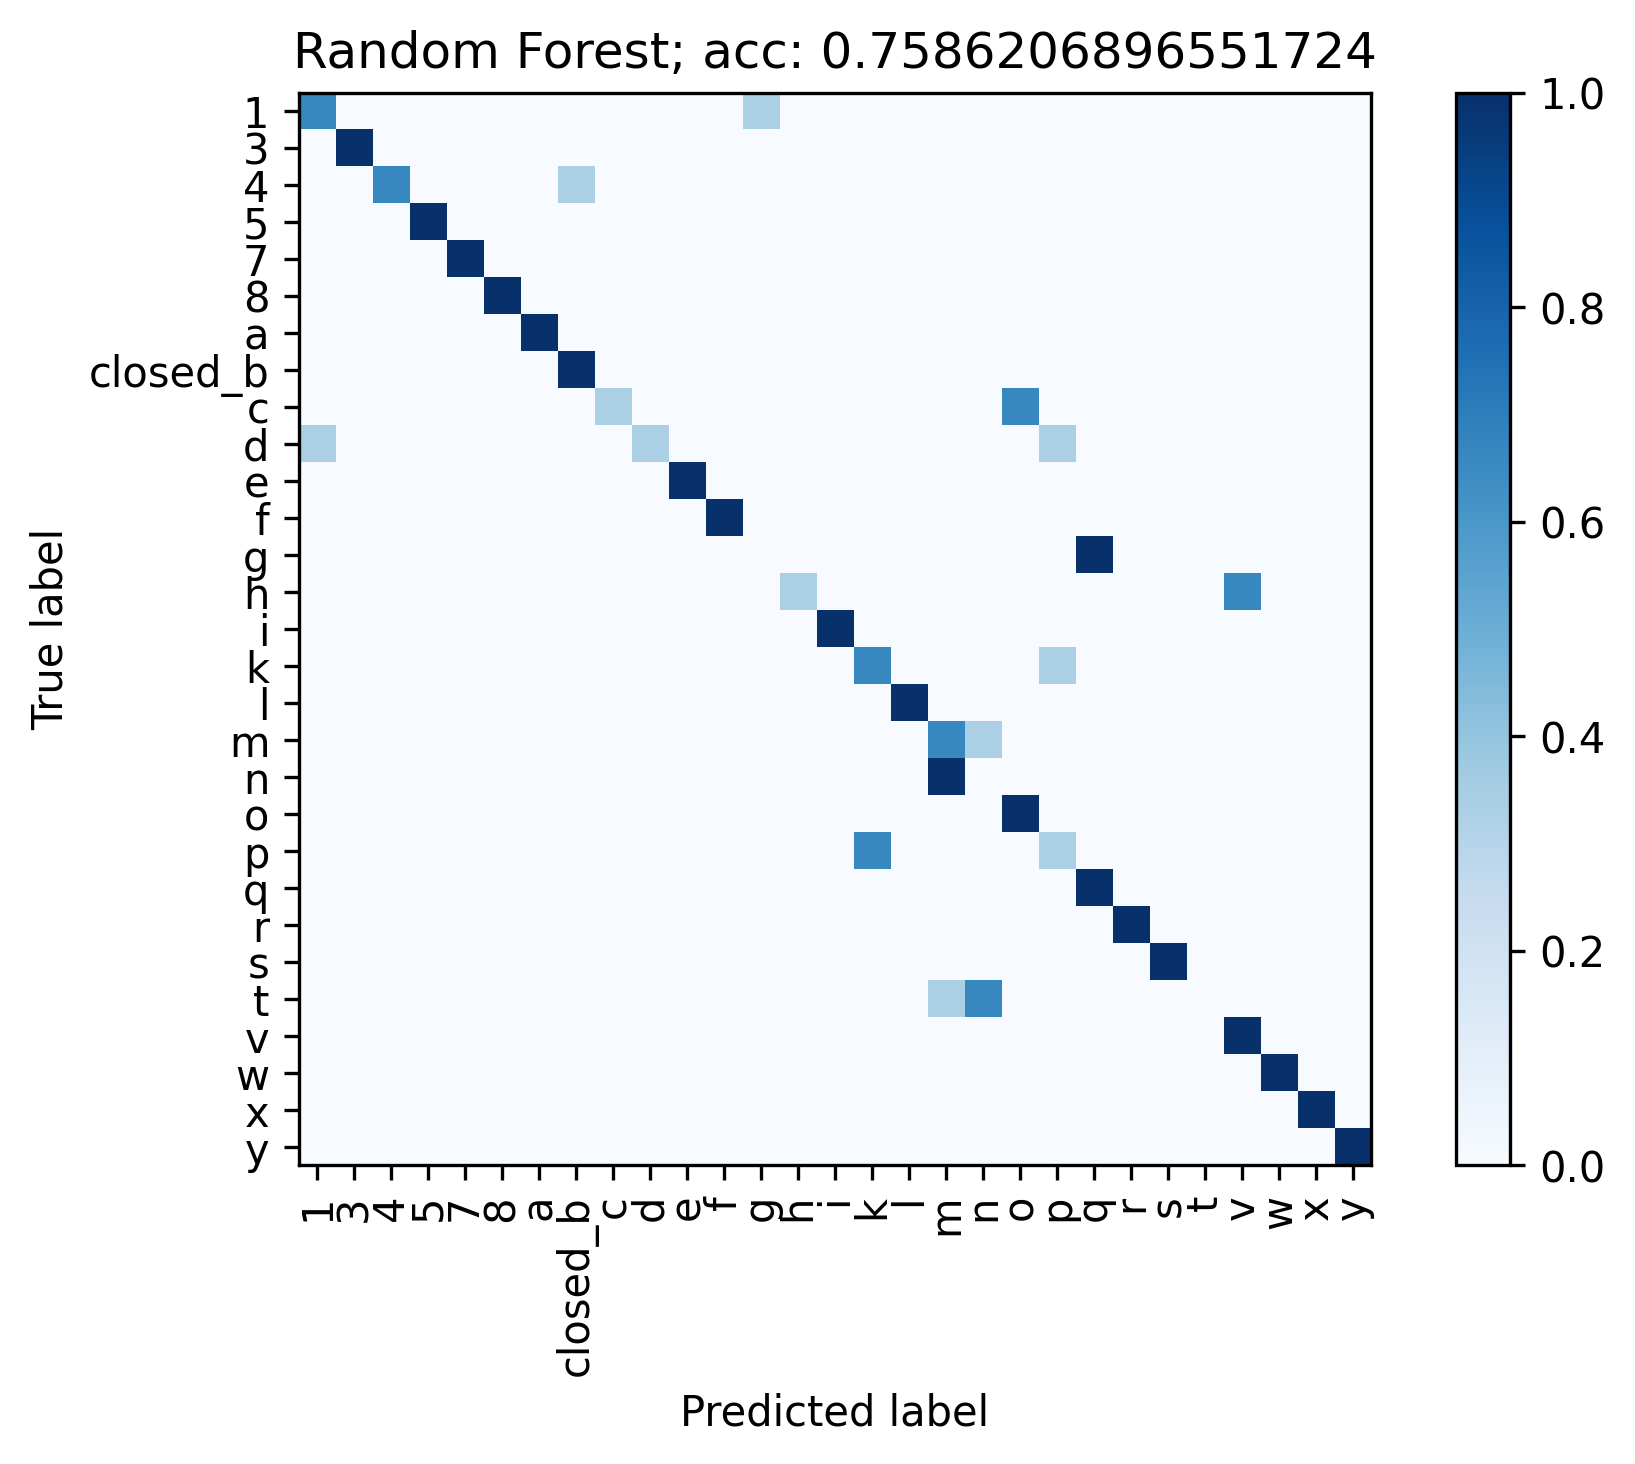 Random Forest; acc: 0.7586206896551724
True label
1
3
4
5
7
8
a
closed_b
c
d
e
f
g
h
i
k
l
m
n
o
p
q
r
s
t
v
w
x
y
1 3 4 5 7 8 a closed_b c d e f g h i k l m n o p q r s t v w x y
Predicted label
1.0
0.8
0.6
0.4
0.2
0.0